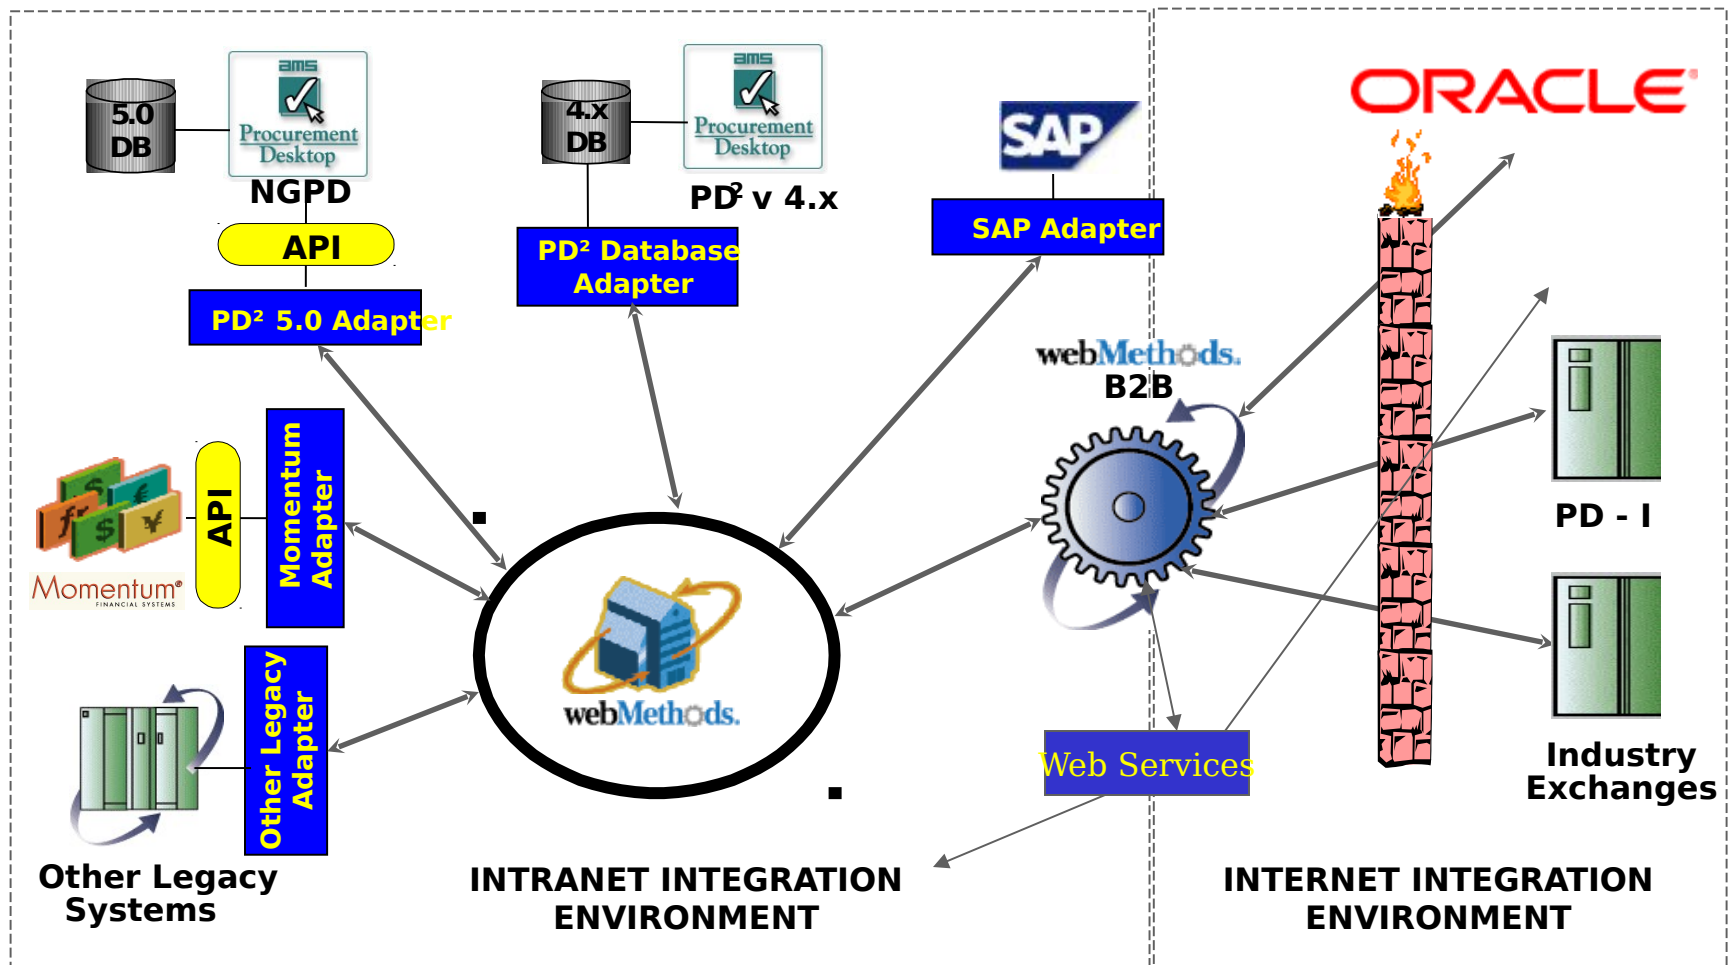 ORACLE®
ams
Procurement
Desktop
5.0
DB
NGPD
API
PD² 5.0 Adapter
ams
Procurement
Desktop
4.x
DB
PD² v 4.x
PD² Database
Adapter
SAP
SAP Adapter
webMethods.
B2B
Momentum
Adapter
API
$
€
fr
$
¥
Momentum®
FINANCIAL SYSTEMS
webMethods.
PD - I
Other Legacy
Adapter
Web Services
Industry
Exchanges
Other Legacy
Systems
INTRANET INTEGRATION
ENVIRONMENT
INTERNET INTEGRATION
ENVIRONMENT